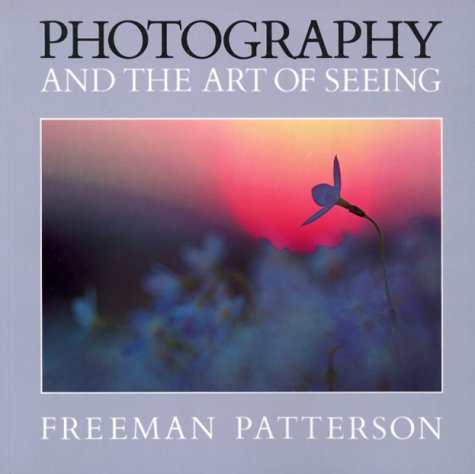 PHOTOGRAPHY
AND THE ART OF SEEING
FREEMAN PATTERSON